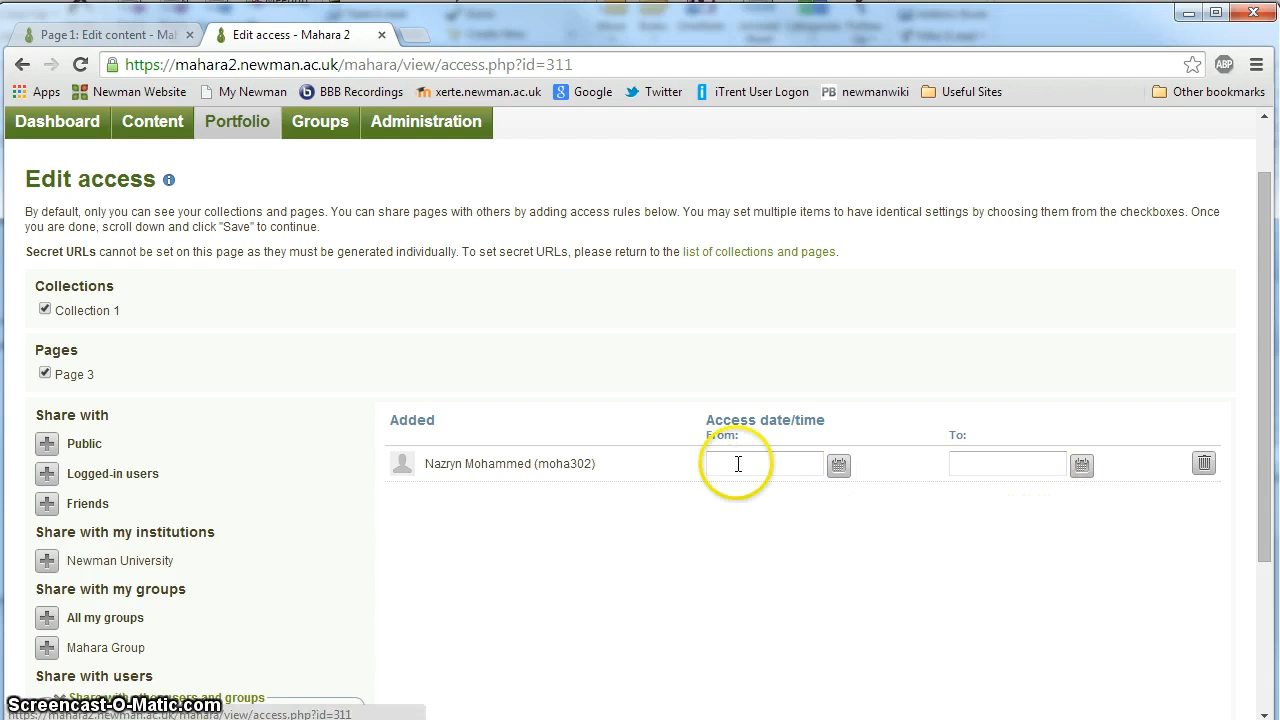 Page 1: Edit content - Mah
Edit access - Mahara 2
https://mahara2.newman.ac.uk/mahara/view/access.php?id=311
ABP
Apps Newman Website My Newman BBB Recordings xerte.newman.ac.uk Google Twitter iTrent User Logon PB newmanwiki Useful Sites Other bookmarks
Dashboard Content Portfolio Groups Administration
Edit access
By default, only you can see your collections and pages. You can share pages with others by adding access rules below. You may set multiple items to have identical settings by choosing them from the checkboxes. Once
you are done, scroll down and click "Save" to continue.
Secret URLs cannot be set on this page as they must be generated individually. To set secret URLs, please return to the list of collections and pages.
Collections
Collection 1
Pages
Page 3
Share with
Added Access date/time
From: To:
Public
Nazryn Mohammed (moha302)
Logged-in users
Friends
Share with my institutions
Newman University
Share with my groups
All my groups
Mahara Group
Share with users
Share with other users and groups
Screencast-O-Matic.com
https://mahara2.newman.ac.uk/mahara/view/access.php?id=311